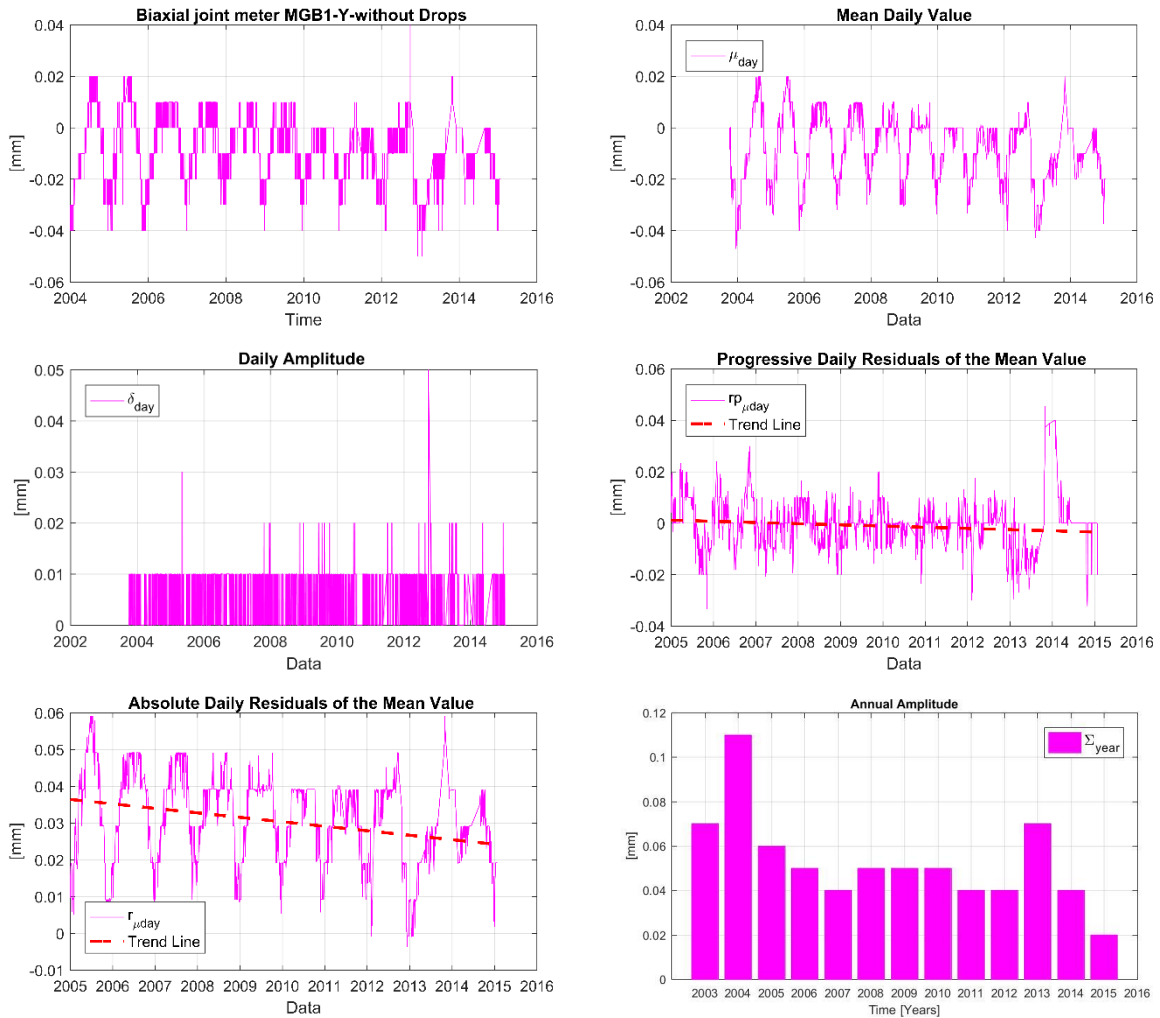 Biaxial joint meter MGB1-Y-without Drops
0.04
0.02
0
-0.02
-0.04
-0.06
[mm]
2004 2006 2008 2010 2012 2014 2016
Time
Mean Daily Value
μday
0.04
0.02
0
-0.02
-0.04
-0.06
[mm]
2002 2004 2006 2008 2010 2012 2014 2016
Data
Daily Amplitude
δday
0.05
0.04
0.03
0.02
0.01
0
[mm]
2002 2004 2006 2008 2010 2012 2014 2016
Data
Progressive Daily Residuals of the Mean Value
rpμday
Trend Line
0.06
0.04
0.02
0
-0.02
-0.04
[mm]
2005 2006 2007 2008 2009 2010 2011 2012 2013 2014 2015 2016
Data
Absolute Daily Residuals of the Mean Value
0.06
0.05
0.04
0.03
0.02
0.01
0
-0.01
[mm]
rμday
Trend Line
2005 2006 2007 2008 2009 2010 2011 2012 2013 2014 2015 2016
Data
Annual Amplitude
Σyear
0.12
0.1
0.08
0.06
0.04
0.02
0
[mm]
2003 2004 2005 2006 2007 2008 2009 2010 2011 2012 2013 2014 2015
Time [Years]